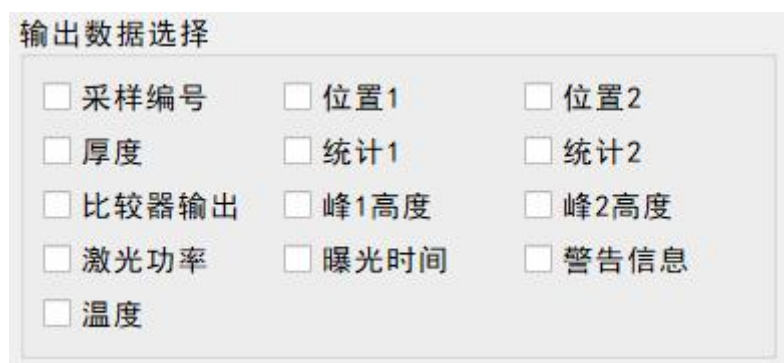 输出数据选择
采样编号 位置1 位置2
厚度 统计1 统计2
比较器输出 峰1高度 峰2高度
激光功率 曝光时间 警告信息
温度